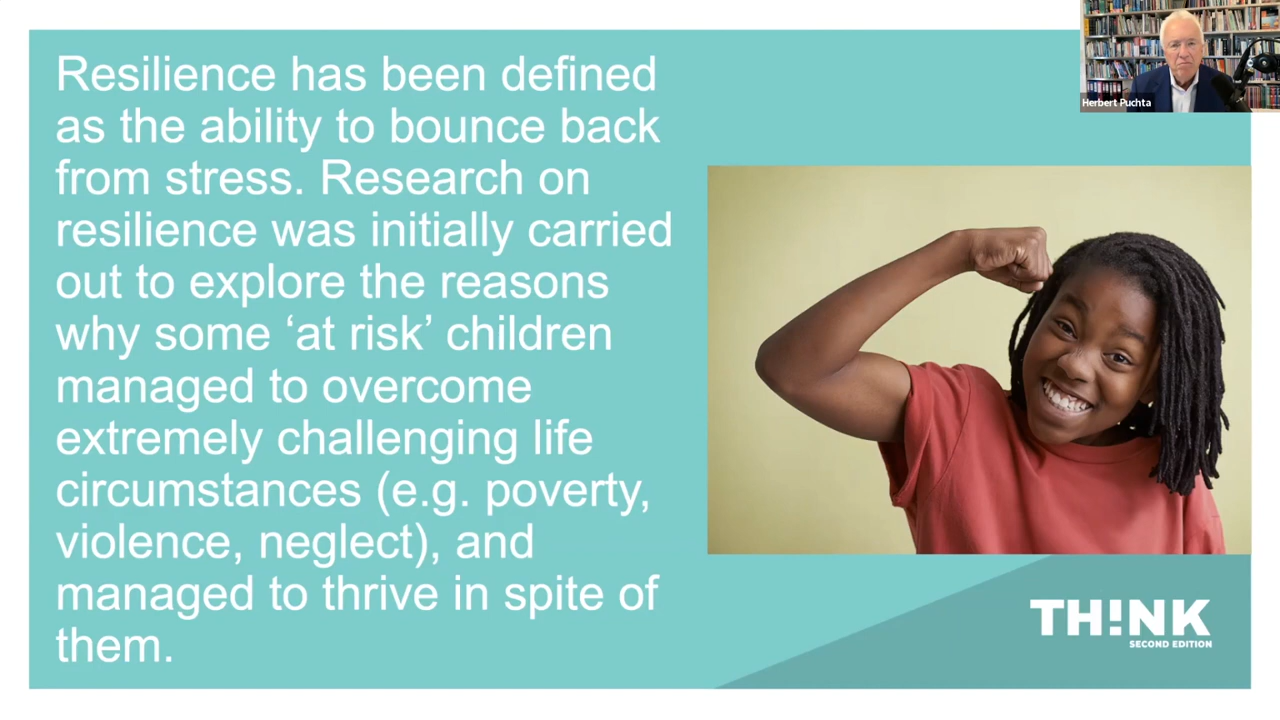 Resilience has been defined
as the ability to bounce back
from stress. Research on
resilience was initially carried
out to explore the reasons
why some ‘at risk’ children
managed to overcome
extremely challenging life
circumstances (e.g. poverty,
violence, neglect), and
managed to thrive in spite of
them.
Herbert Puchta
TH!NK
SECOND EDITION